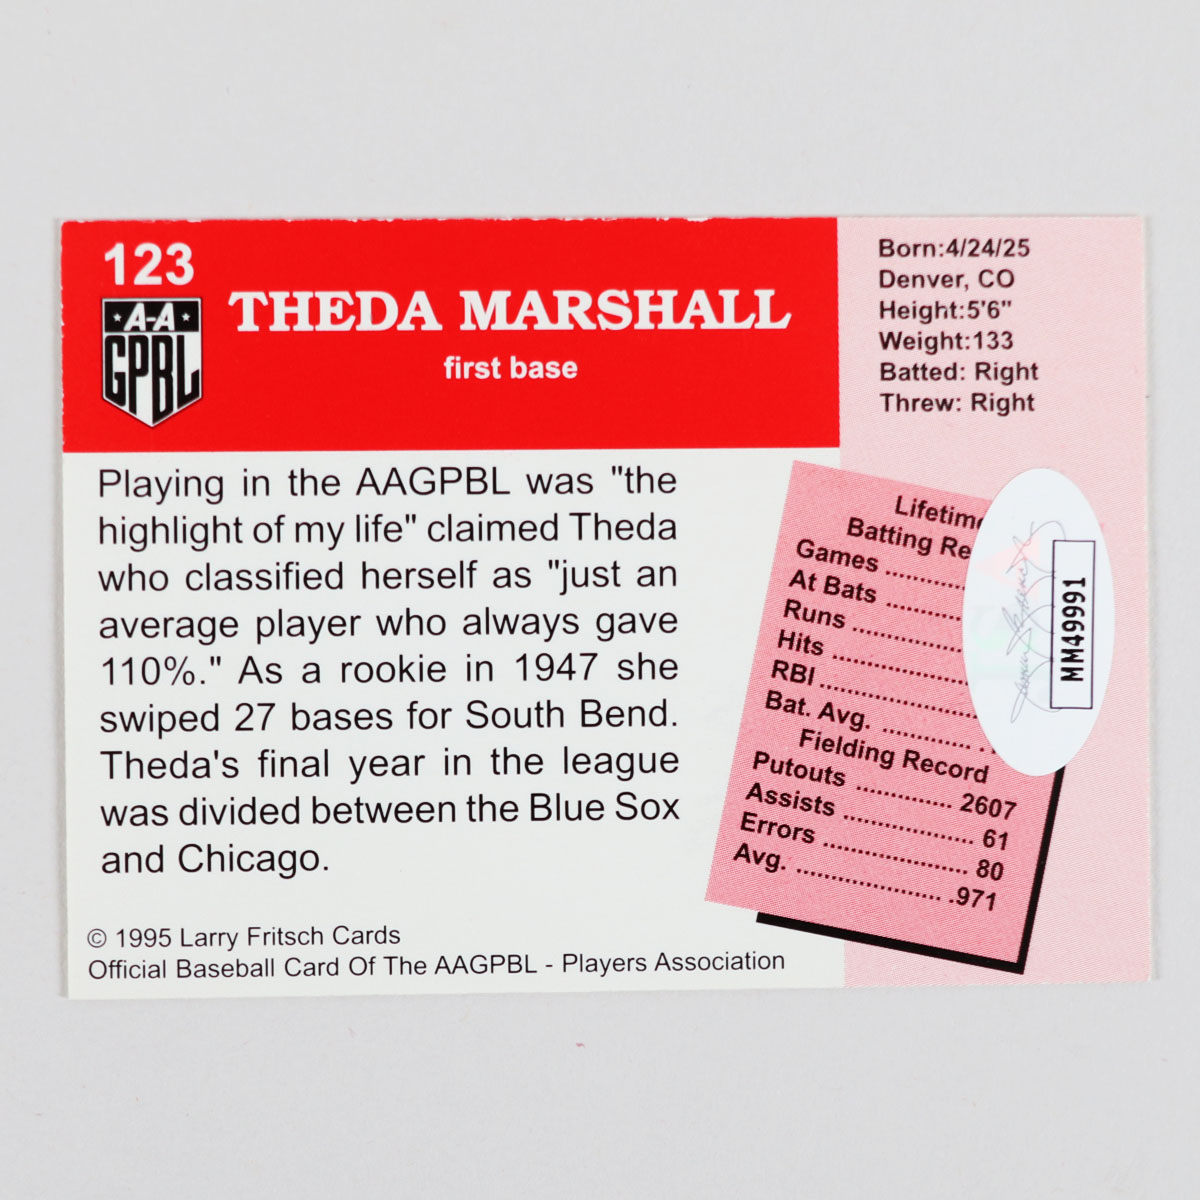 123
A-A
GPBL
THEDA MARSHALL
first base
Born:4/24/25
Denver, CO
Height:5'6"
Weight:133
Batted: Right
Threw: Right
Playing in the AAGPBL was "the
highlight of my life" claimed Theda
who classified herself as "just an
average player who always gave
110%." As a rookie in 1947 she
swiped 27 bases for South Bend.
Theda's final year in the league
was divided between the Blue Sox
and Chicago.
Batting
Games
At Bats
Runs
Hits
RBI
Bat. Avg.
Fielding Record
Putouts .............. 2607
Assists .................. 61
Errors .................... 80
Avg. .................... .971
MM49991
© 1995 Larry Fritsch Cards
Official Baseball Card Of The AAGPBL - Players Association